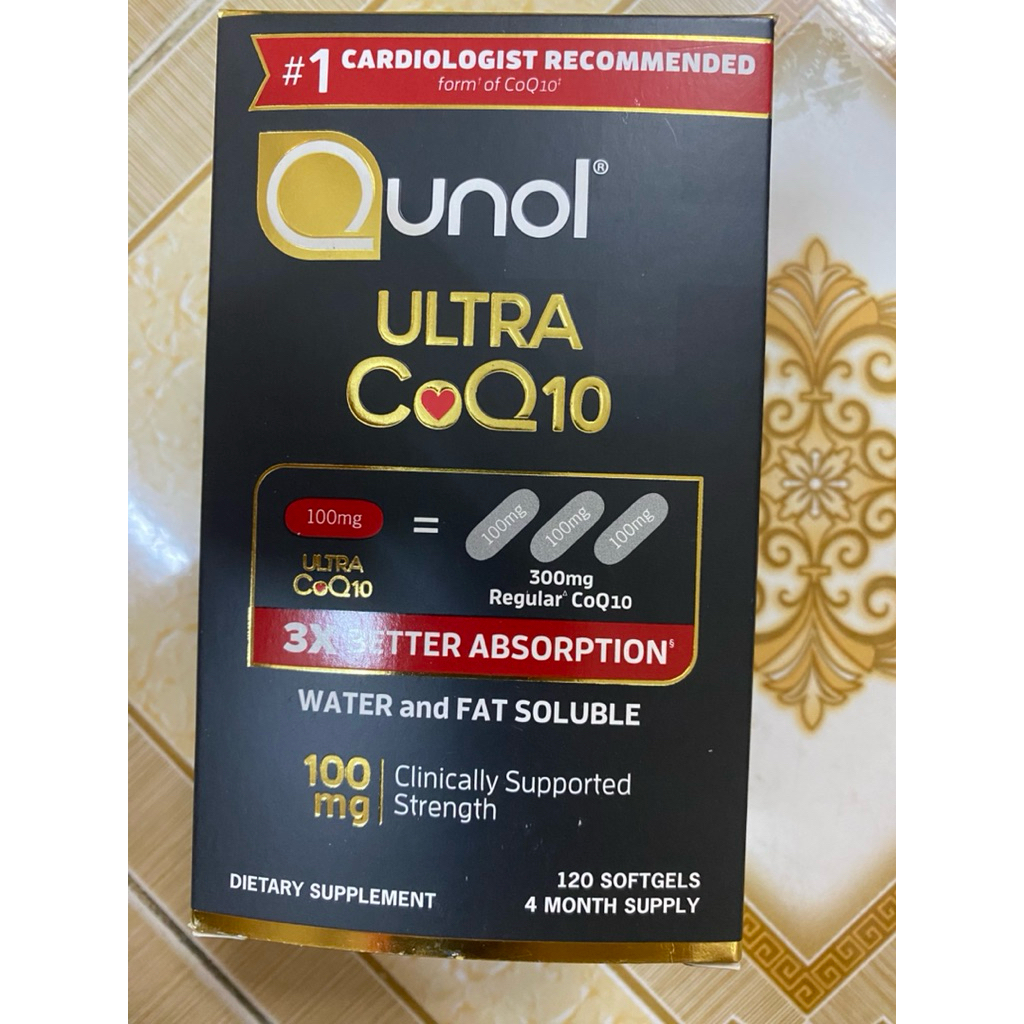 #1 CARDIOLOGIST RECOMMENDED
form† of CoQ10‡
Qunol®
ULTRA
CoQ10
100mg = 100mg 100mg 100mg
ULTRA
CoQ10
300mg
Regular∆ CoQ10
3X BETTER ABSORPTION§
WATER and FAT SOLUBLE
100
mg
Clinically Supported
Strength
DIETARY SUPPLEMENT
120 SOFTGELS
4 MONTH SUPPLY